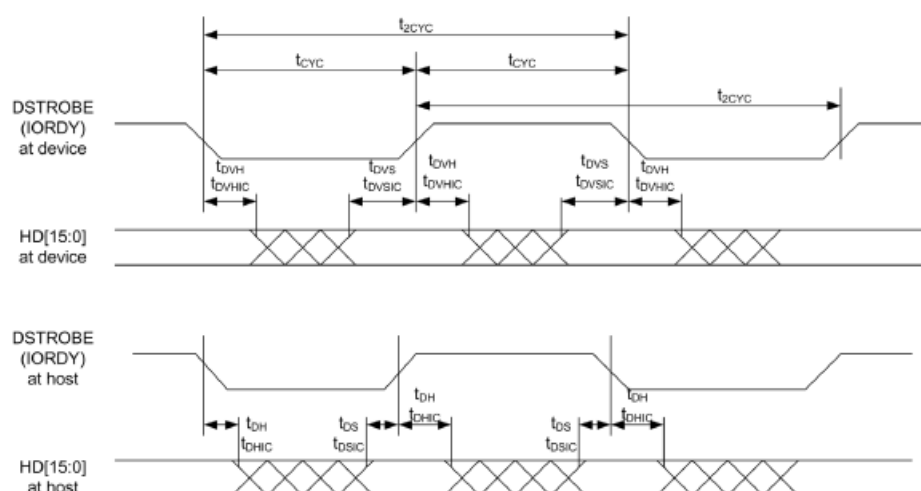 t2CYC
tCYC tCYC
t2CYC
DSTROBE
(IORDY)
at device
tDVH tDVS tDVH tDVS tDVH
tDVHIC tDVSIC tDVHIC tDVSIC tDVHIC
HD[15:0]
at device
DSTROBE
(IORDY)
at host
tDH tDS tDH tDS tDH
tDHIC tDSIC tDHIC tDSIC tDHIC
HD[15:0]
at host